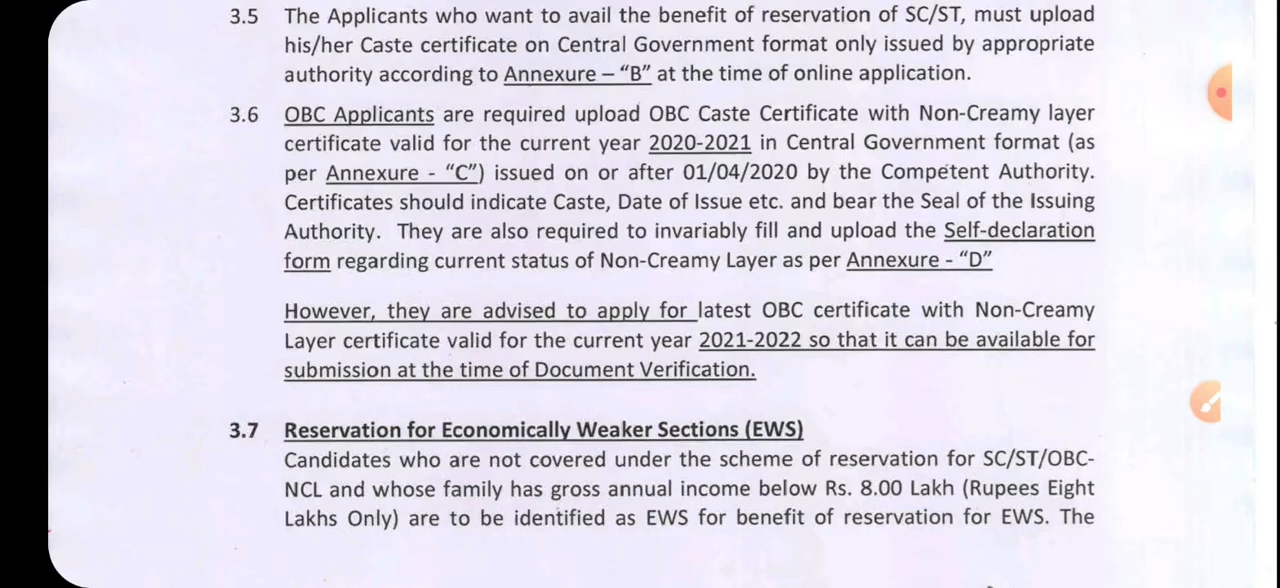 3.5 The Applicants who want to avail the benefit of reservation of SC/ST, must upload
his/her Caste certificate on Central Government format only issued by appropriate
authority according to Annexure – “B” at the time of online application.
3.6 OBC Applicants are required upload OBC Caste Certificate with Non-Creamy layer
certificate valid for the current year 2020-2021 in Central Government format (as
per Annexure - “C”) issued on or after 01/04/2020 by the Competent Authority.
Certificates should indicate Caste, Date of Issue etc. and bear the Seal of the Issuing
Authority. They are also required to invariably fill and upload the Self-declaration
form regarding current status of Non-Creamy Layer as per Annexure - “D”
However, they are advised to apply for latest OBC certificate with Non-Creamy
Layer certificate valid for the current year 2021-2022 so that it can be available for
submission at the time of Document Verification.
3.7 Reservation for Economically Weaker Sections (EWS)
Candidates who are not covered under the scheme of reservation for SC/ST/OBC-
NCL and whose family has gross annual income below Rs. 8.00 Lakh (Rupees Eight
Lakhs Only) are to be identified as EWS for benefit of reservation for EWS. The